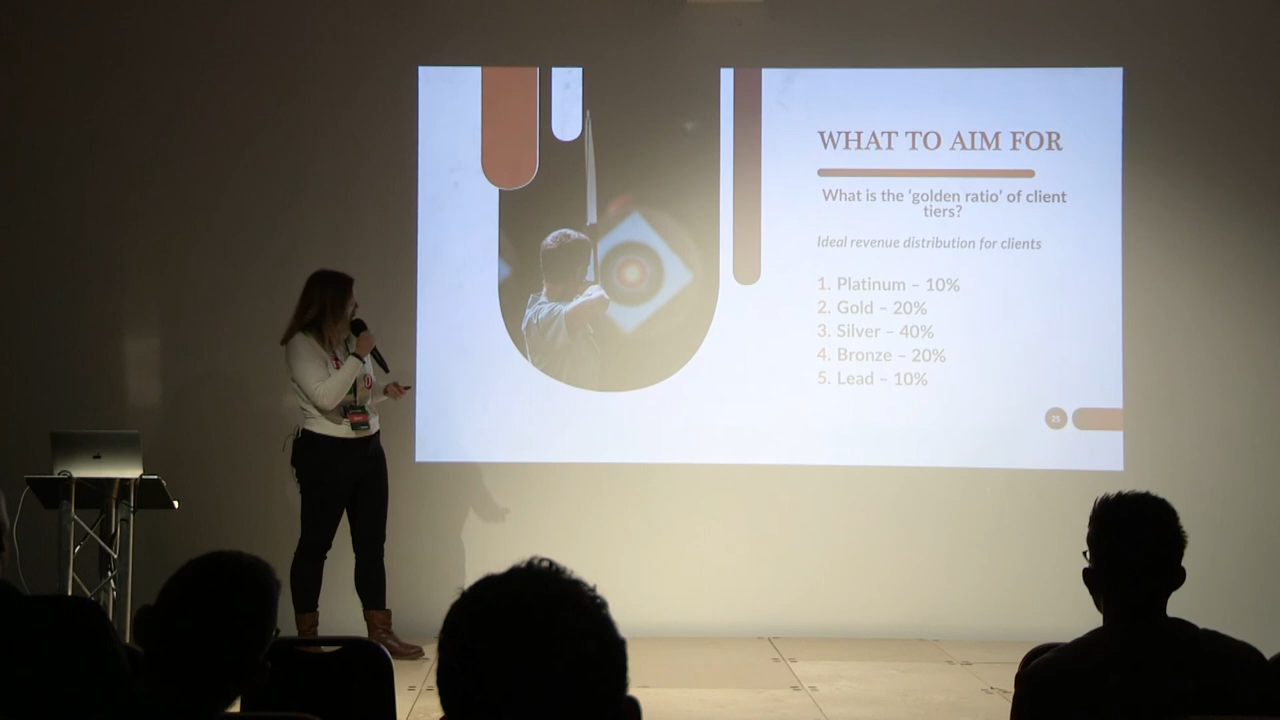 WHAT TO AIM FOR
What is the ‘golden ratio’ of client
tiers?
Ideal revenue distribution for clients
1. Platinum – 10%
2. Gold – 20%
3. Silver – 40%
4. Bronze – 20%
5. Lead – 10%
25